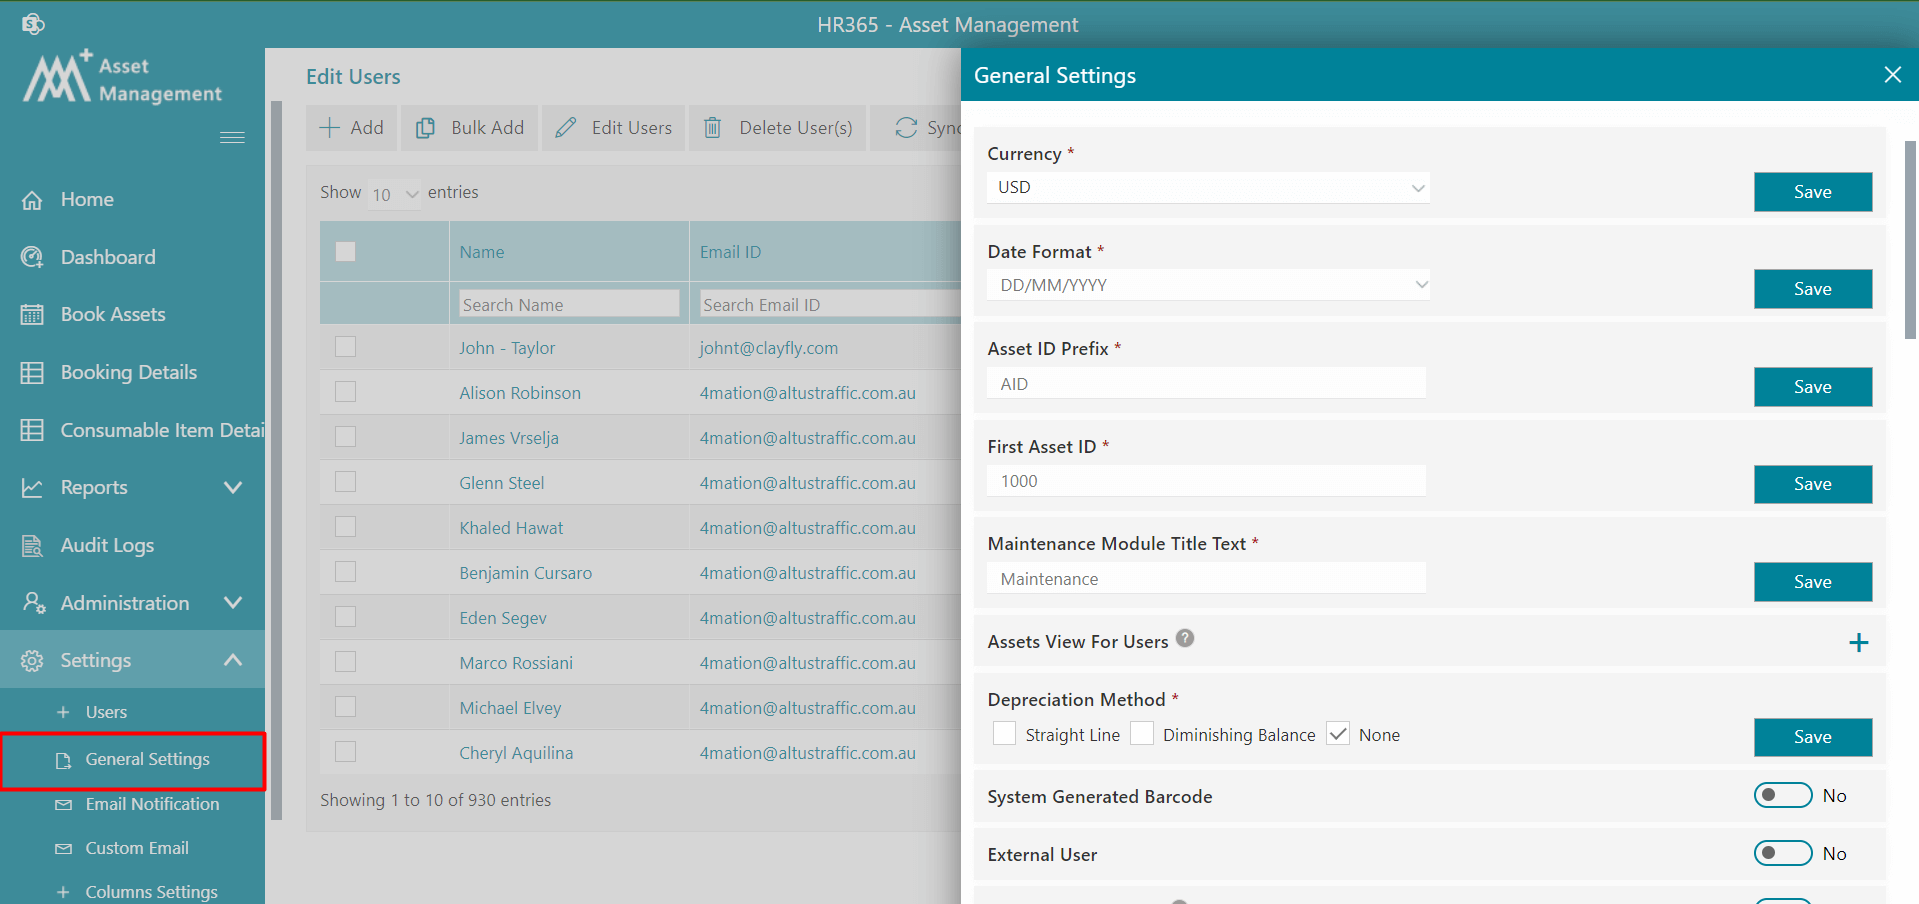 HR365 - Asset Management
Asset
Management
Home
Dashboard
Book Assets
Booking Details
Consumable Item Detai
Reports
Audit Logs
Administration
Settings
Users
General Settings
Email Notification
Custom Email
Columns Settings
Edit Users
Add
Bulk Add
Edit Users
Delete User(s)
Sync
Show 10 entries
Name Email ID
Search Name Search Email ID
John - Taylor johnt@clayfly.com
Alison Robinson 4mation@altustraffic.com.au
James Vrselja 4mation@altustraffic.com.au
Glenn Steel 4mation@altustraffic.com.au
Khaled Hawat 4mation@altustraffic.com.au
Benjamin Cursaro 4mation@altustraffic.com.au
Eden Segev 4mation@altustraffic.com.au
Marco Rossiani 4mation@altustraffic.com.au
Michael Elvey 4mation@altustraffic.com.au
Cheryl Aquilina 4mation@altustraffic.com.au
Showing 1 to 10 of 930 entries
General Settings
Currency *
USD
Save
Date Format *
DD/MM/YYYY
Save
Asset ID Prefix *
AID
Save
First Asset ID *
1000
Save
Maintenance Module Title Text *
Maintenance
Save
Assets View For Users ?
Depreciation Method *
Straight Line Diminishing Balance None
Save
System Generated Barcode No
External User No